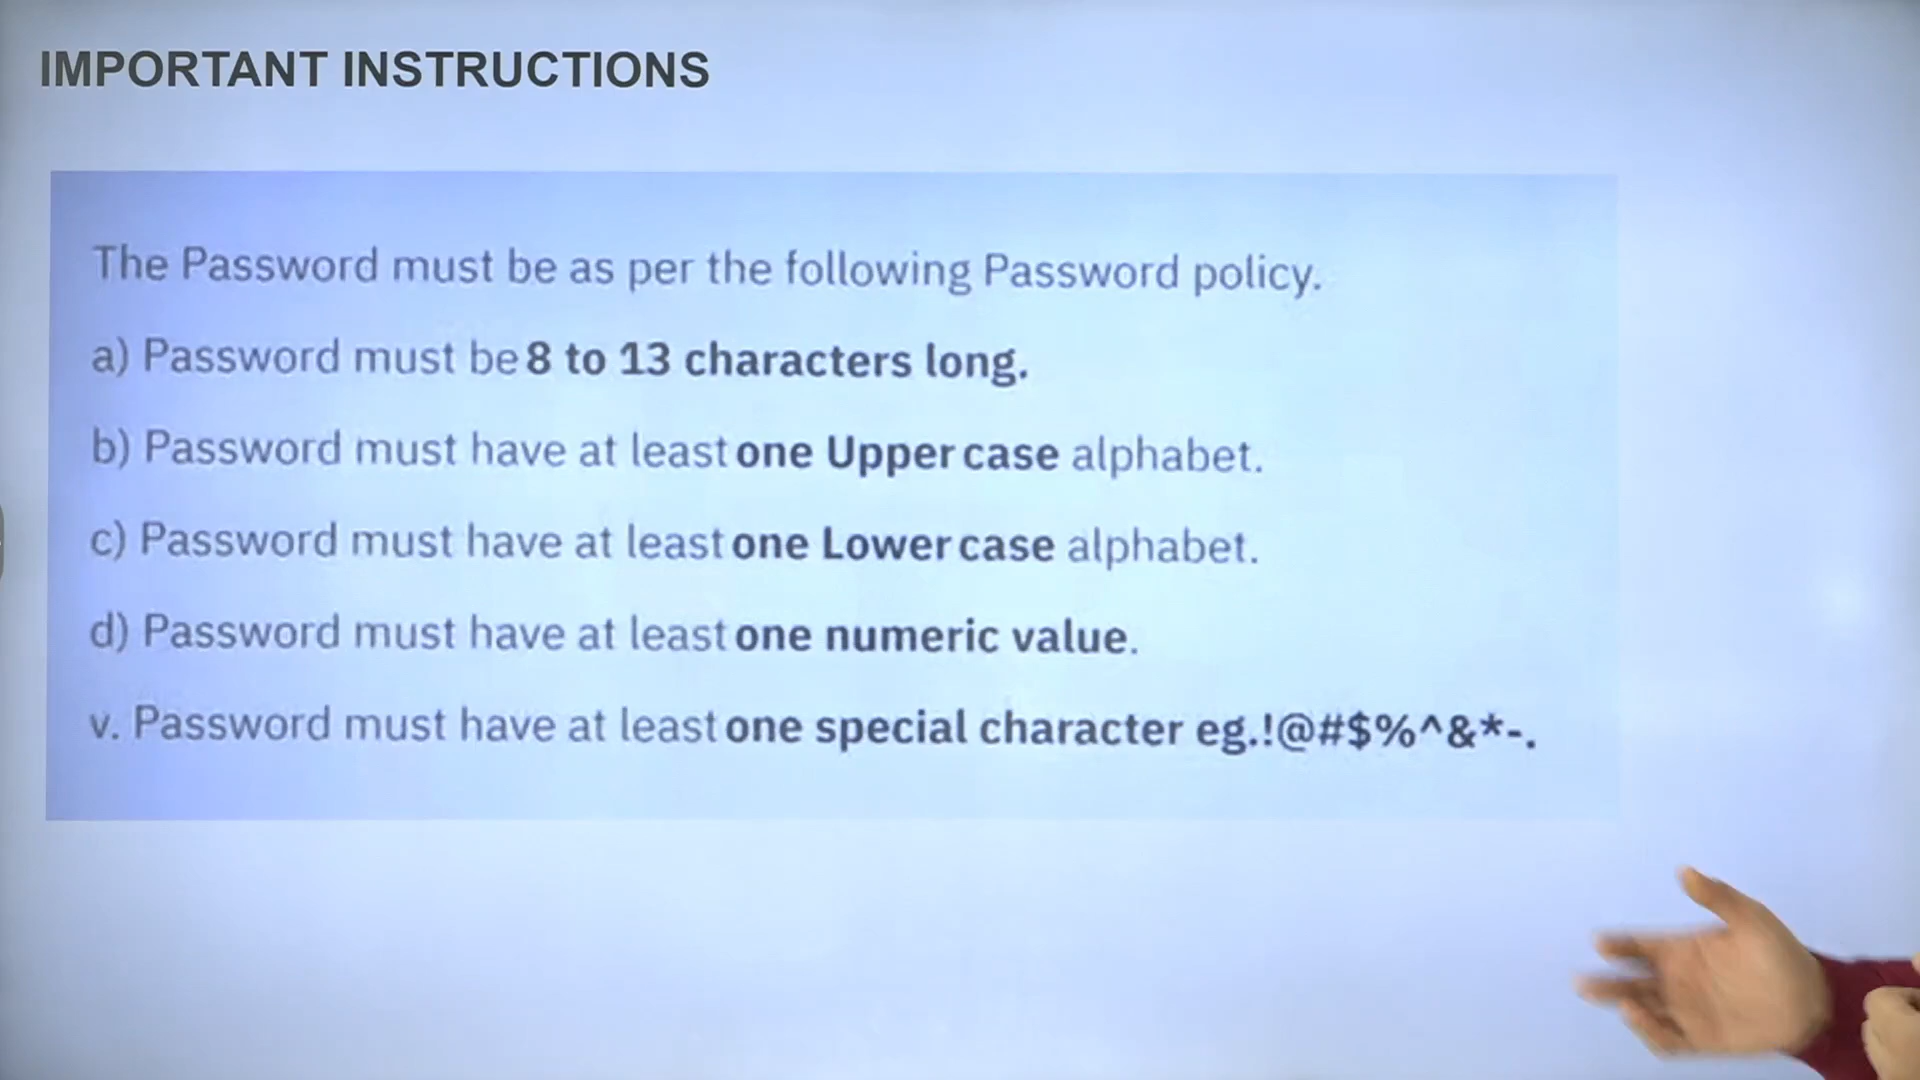 IMPORTANT INSTRUCTIONS
The Password must be as per the following Password policy.
a) Password must be 8 to 13 characters long.
b) Password must have at least one Upper case alphabet.
c) Password must have at least one Lower case alphabet.
d) Password must have at least one numeric value.
v. Password must have at least one special character eg.!@#$%^&*-.